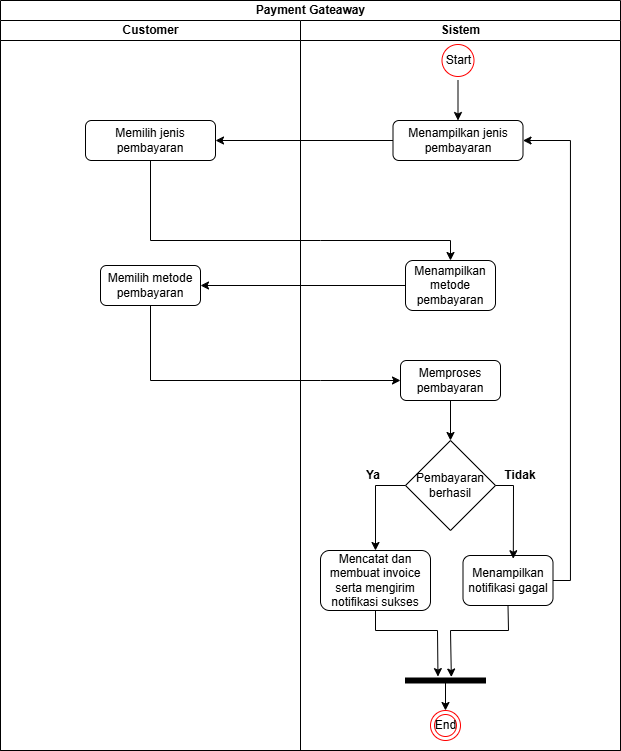 Payment Gateaway
Customer
Sistem
Start
Memilih jenis
pembayaran
Menampilkan jenis
pembayaran
Memilih metode
pembayaran
Menampilkan
metode
pembayaran
Memproses
pembayaran
Pembayaran
berhasil
Ya
Tidak
Mencatat dan
membuat invoice
serta mengirim
notifikasi sukses
Menampilkan
notifikasi gagal
End